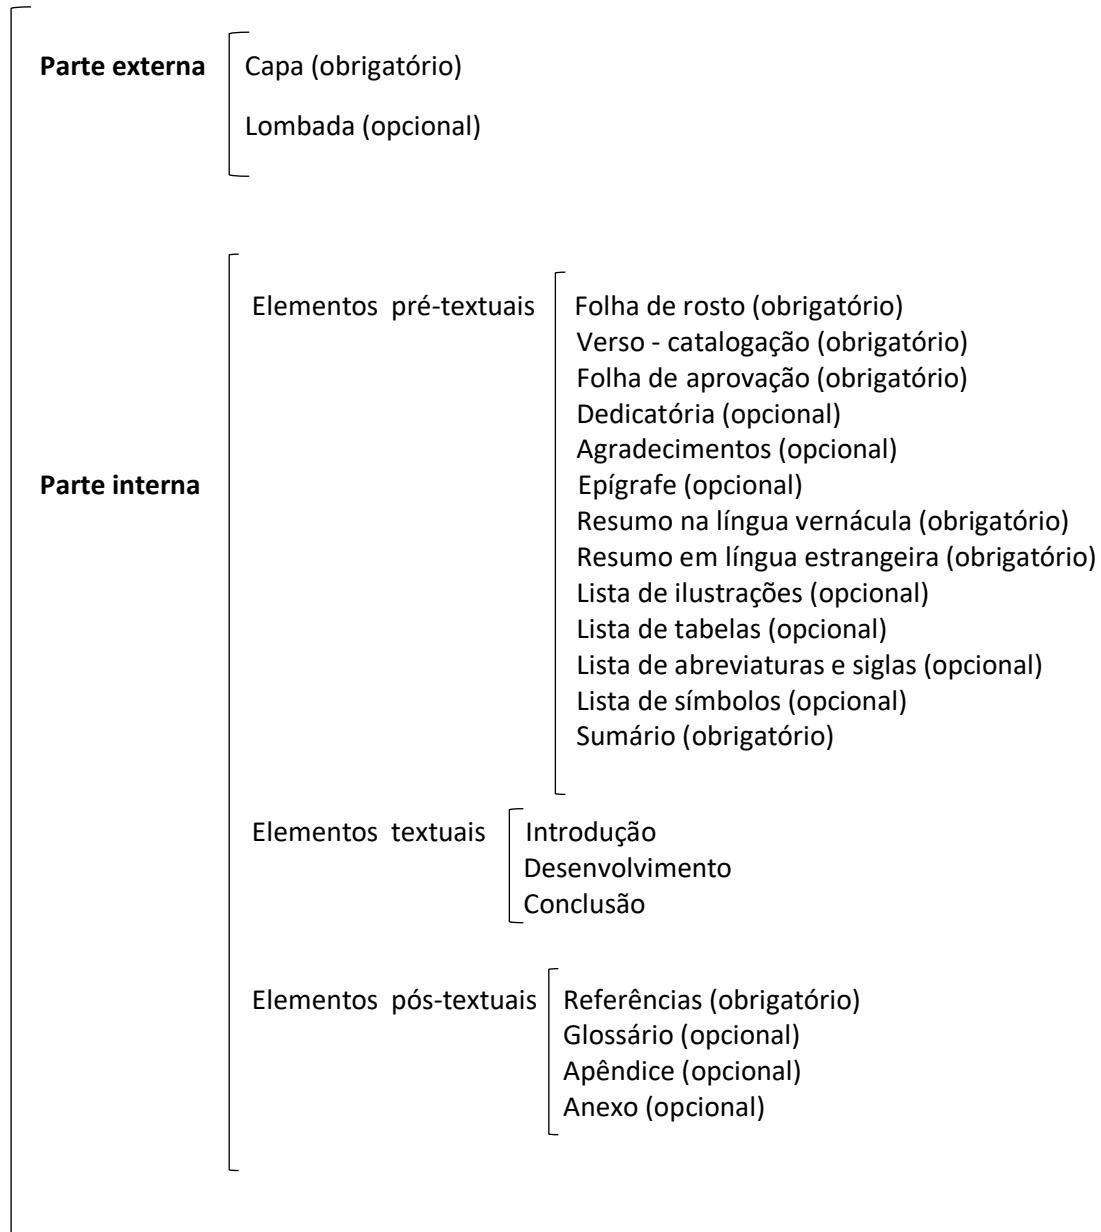 Parte externa
Capa (obrigatório)
Lombada (opcional)
Parte interna
Elementos pré-textuais
Folha de rosto (obrigatório)
Verso - catalogação (obrigatório)
Folha de aprovação (obrigatório)
Dedicatória (opcional)
Agradecimentos (opcional)
Epígrafe (opcional)
Resumo na língua vernácula (obrigatório)
Resumo em língua estrangeira (obrigatório)
Lista de ilustrações (opcional)
Lista de tabelas (opcional)
Lista de abreviaturas e siglas (opcional)
Lista de símbolos (opcional)
Sumário (obrigatório)
Elementos textuais
Introdução
Desenvolvimento
Conclusão
Elementos pós-textuais
Referências (obrigatório)
Glossário (opcional)
Apêndice (opcional)
Anexo (opcional)